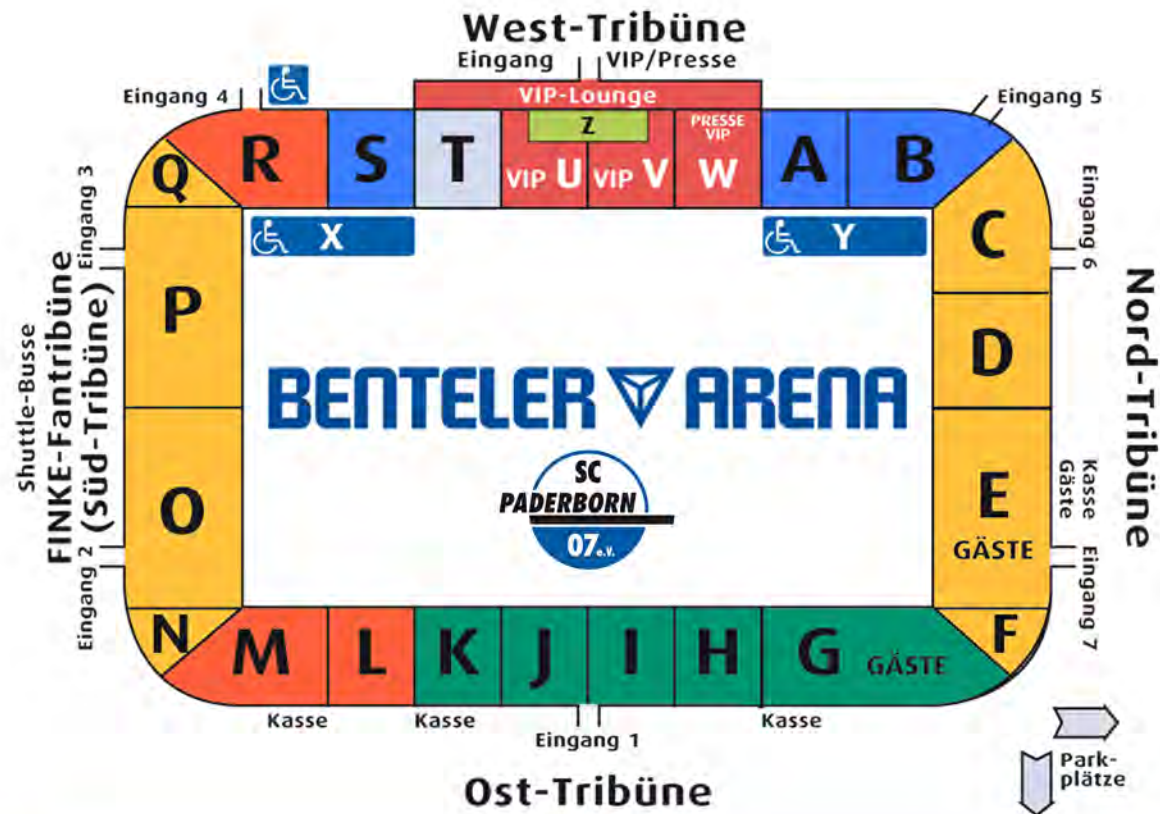 West-Tribüne
Eingang VIP/Presse
Eingang 4
VIP-Lounge
Eingang 5
Z
PRESSE
VIP
Q
R
S
T
VIP U
VIP V
W
A
B
C
X
Y
Eingang 3
Eingang 6
P
D
Shuttle-Busse
FINKE-Fantribüne
(Süd-Tribüne)
Nord-Tribüne
BENTELER ARENA
SC
PADERBORN
07 e.V.
O
E
GÄSTE
Kasse
Gäste
Eingang 2
Eingang 7
N
M
L
K
J
I
H
G GÄSTE
F
Kasse
Kasse
Kasse
Eingang 1
Ost-Tribüne
Park-
plätze